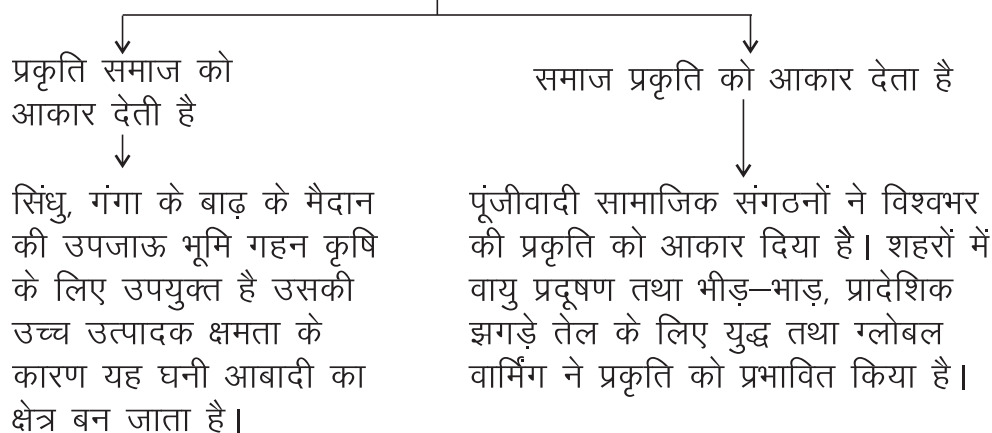 प्रकृति समाज को
आकार देती है
सिंधु, गंगा के बाढ़ के मैदान
की उपजाऊ भूमि गहन कृषि
के लिए उपयुक्त है उसकी
उच्च उत्पादक क्षमता के
कारण यह घनी आबादी का
क्षेत्र बन जाता है।
समाज प्रकृति को आकार देता है
पूंजीवादी सामाजिक संगठनों ने विश्वभर
की प्रकृति को आकार दिया है। शहरों में
वायु प्रदूषण तथा भीड़–भाड़, प्रादेशिक
झगड़े तेल के लिए युद्ध तथा ग्लोबल
वार्मिंग ने प्रकृति को प्रभावित किया है।